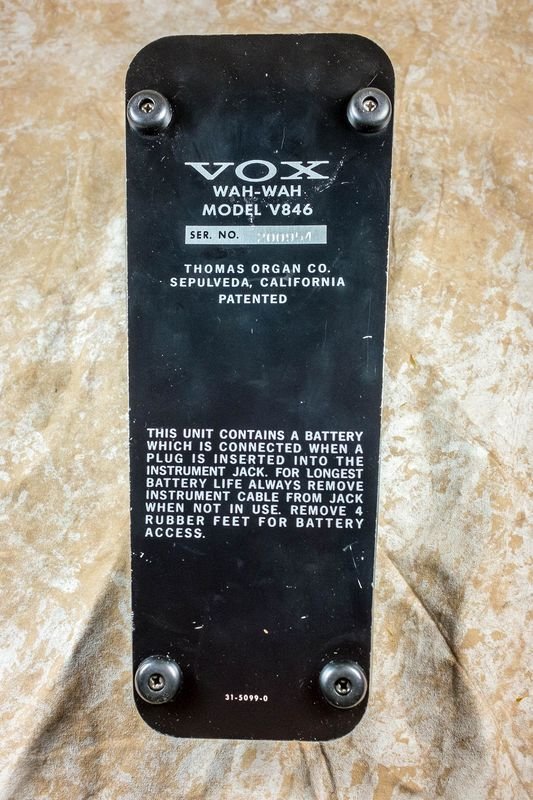 VOX
WAH-WAH
MODEL V846
SER. NO. 200954
THOMAS ORGAN CO.
SEPULVEDA, CALIFORNIA
PATENTED
THIS UNIT CONTAINS A BATTERY
WHICH IS CONNECTED WHEN A
PLUG IS INSERTED INTO THE
INSTRUMENT JACK. FOR LONGEST
BATTERY LIFE ALWAYS REMOVE
INSTRUMENT CABLE FROM JACK
WHEN NOT IN USE. REMOVE 4
RUBBER FEET FOR BATTERY
ACCESS.
31-5099-0